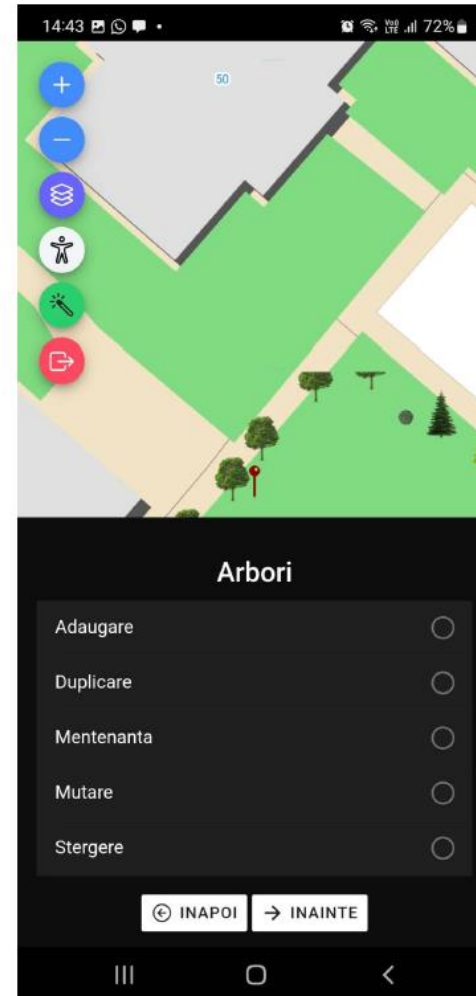 14:43
72%
50
Arbori
Adaugare
Duplicare
Mentenanta
Mutare
Stergere
INAPOI
INAINTE